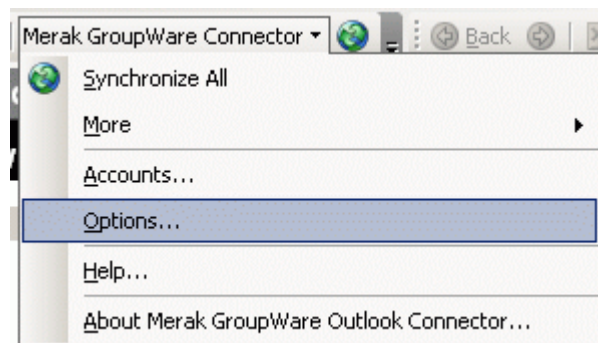 Merak GroupWare Connector Back
Synchronize All
More
Accounts...
Options...
Help...
About Merak GroupWare Outlook Connector...